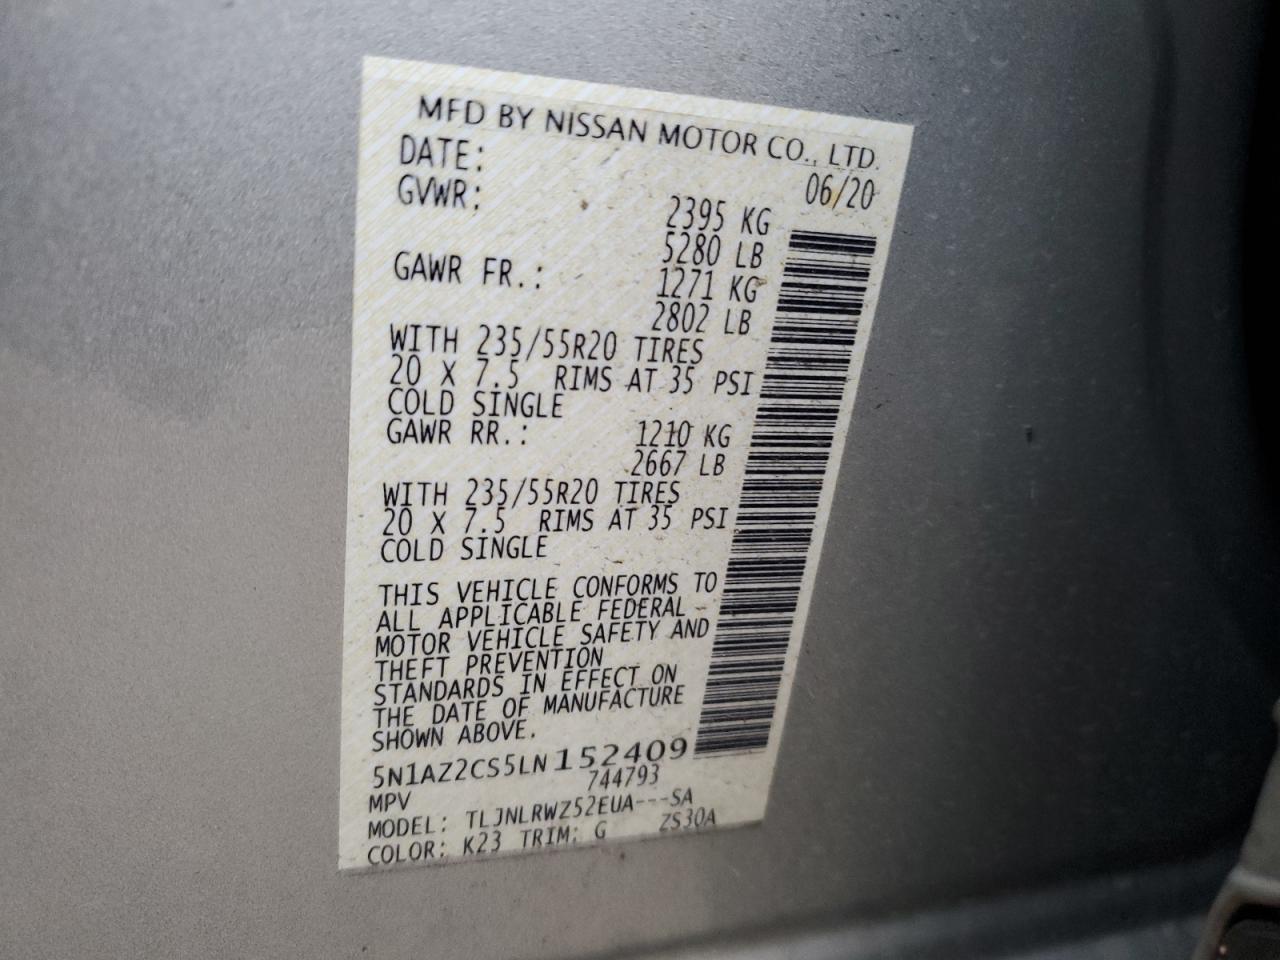 MFD BY NISSAN MOTOR CO., LTD.
DATE: 06/20
GVWR: 2395 KG
5280 LB
GAWR FR.: 1271 KG
2802 LB
WITH 235/55R20 TIRES
20 X 7.5 RIMS AT 35 PSI
COLD SINGLE
GAWR RR.: 1210 KG
2667 LB
WITH 235/55R20 TIRES
20 X 7.5 RIMS AT 35 PSI
COLD SINGLE
THIS VEHICLE CONFORMS TO
ALL APPLICABLE FEDERAL
MOTOR VEHICLE SAFETY AND
THEFT PREVENTION
STANDARDS IN EFFECT ON
THE DATE OF MANUFACTURE
SHOWN ABOVE.
5N1AZ2CS5LN152409
744793
MPV
MODEL: TLJNLRWZ52EUA---SA
COLOR: K23 TRIM: G ZS30A